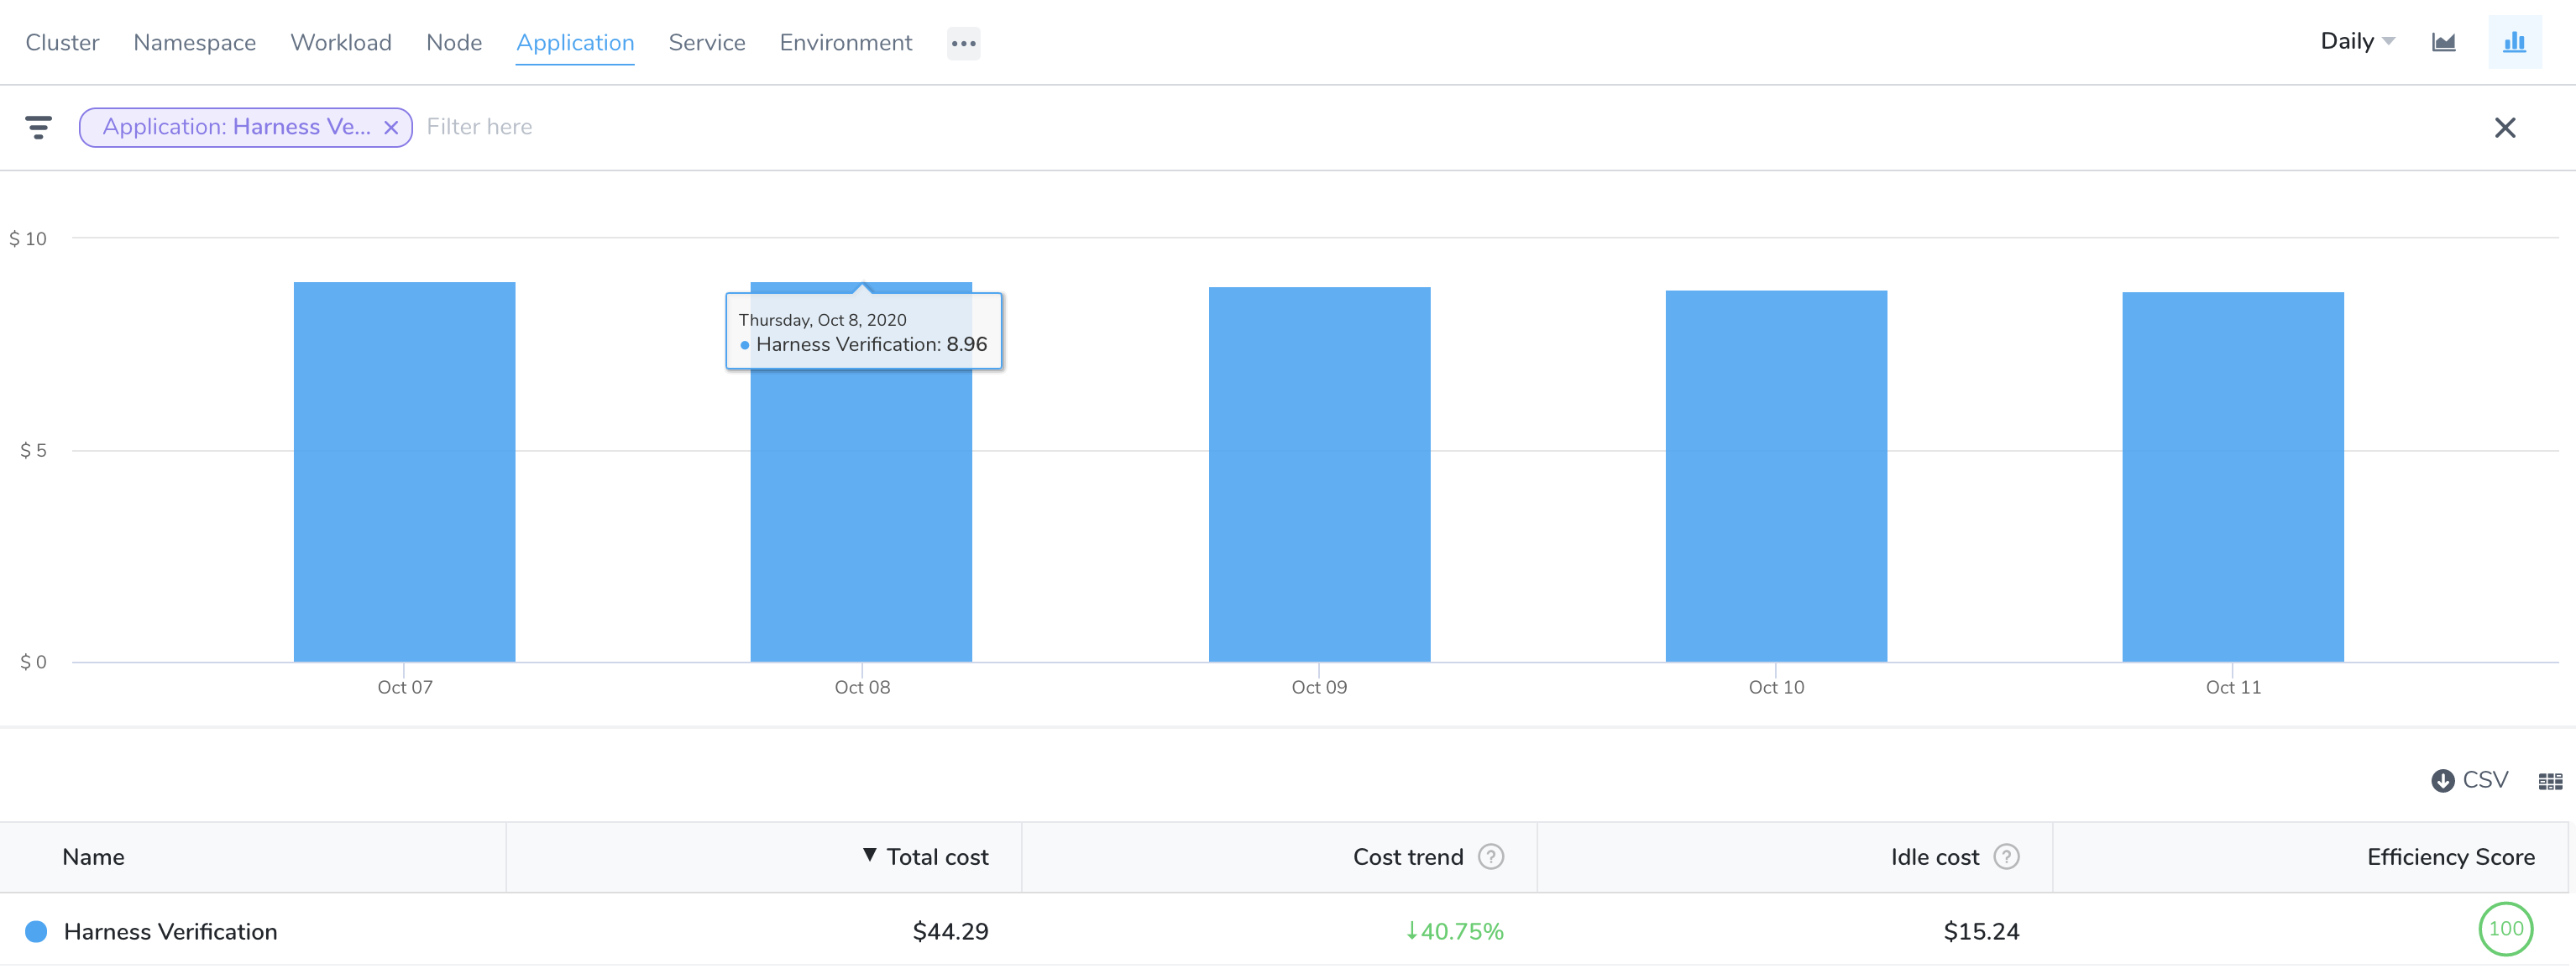 Cluster Namespace Workload Node Application Service Environment ••• Daily
Application: Harness Ve... × Filter here
$ 10
Thursday, Oct 8, 2020
Harness Verification: 8.96
$ 5
$ 0
Oct 07 Oct 08 Oct 09 Oct 10 Oct 11
CSV
Name ▼ Total cost Cost trend ? Idle cost ? Efficiency Score
Harness Verification $44.29 ↓40.75% $15.24 100